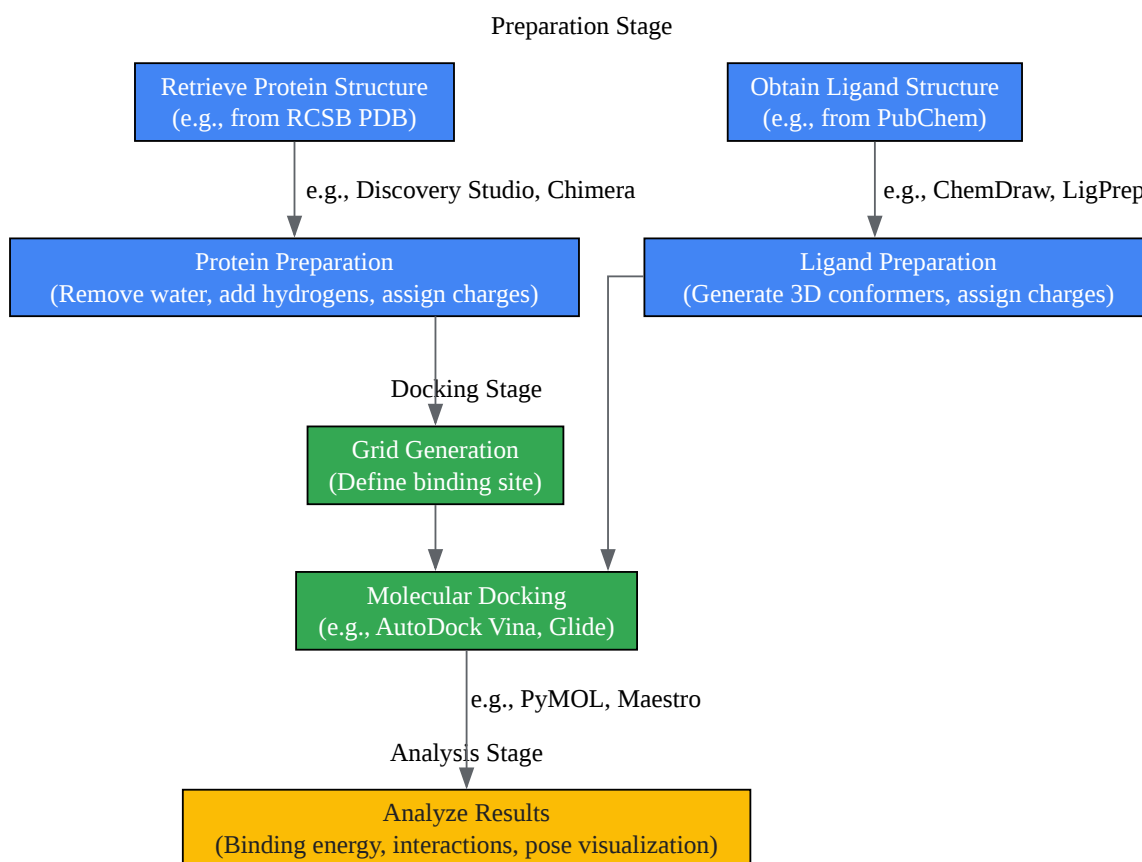 Preparation Stage
Retrieve Protein Structure
(e.g., from RCSB PDB)
Obtain Ligand Structure
(e.g., from PubChem)
e.g., Discovery Studio, Chimera
e.g., ChemDraw, LigPrep
Protein Preparation
(Remove water, add hydrogens, assign charges)
Ligand Preparation
(Generate 3D conformers, assign charges)
Docking Stage
Grid Generation
(Define binding site)
Molecular Docking
(e.g., AutoDock Vina, Glide)
e.g., PyMOL, Maestro
Analysis Stage
Analyze Results
(Binding energy, interactions, pose visualization)